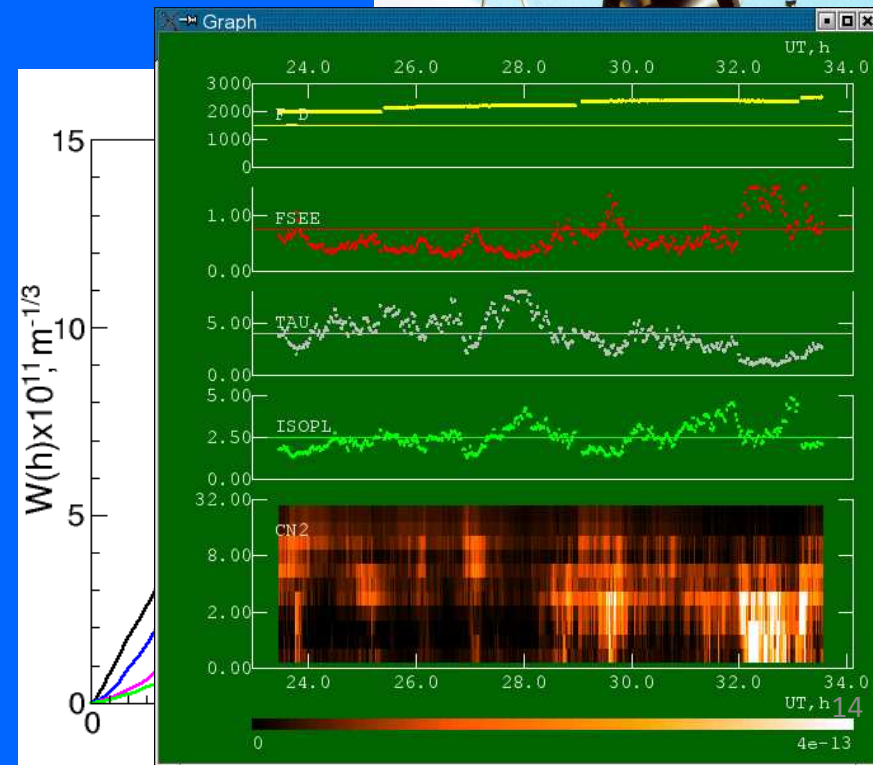 Graph
UT,h
24.0 26.0 28.0 30.0 32.0 34.0
3000
2000
F_D
1000
0
1.00
FSEE
0.00
5.00
TAU
0.00
5.00
2.50
ISOPL
0.00
32.00
CN2
8.00
2.00
0.00
24.0 26.0 28.0 30.0 32.0 34.0
UT,h
0 4e-13
14
15
10
5
0
0
W(h)x10¹¹, m⁻¹/³